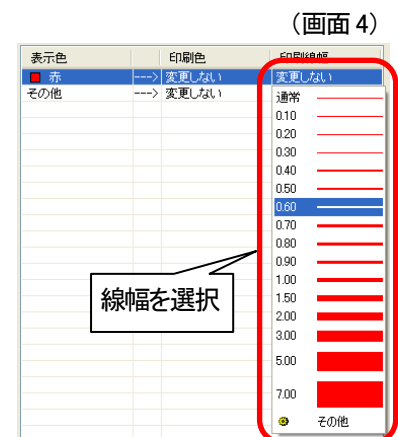 (画面 4)
表示色 印刷色 印刷線幅
赤 ---> 変更しない 変更しない
その他 ---> 変更しない
通常
0.10
0.20
0.30
0.40
0.50
0.60
0.70
0.80
0.90
1.00
1.50
2.00
3.00
5.00
7.00
その他
線幅を選択